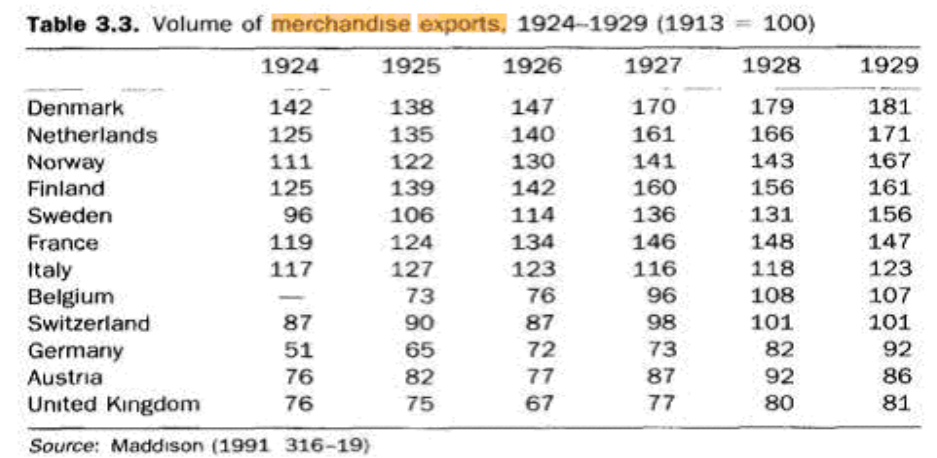 Table 3.3. Volume of merchandise exports, 1924–1929 (1913 = 100)
1924 1925 1926 1927 1928 1929
Denmark 142 138 147 170 179 181
Netherlands 125 135 140 161 166 171
Norway 111 122 130 141 143 167
Finland 125 139 142 160 156 161
Sweden 96 106 114 136 131 156
France 119 124 134 146 148 147
Italy 117 127 123 116 118 123
Belgium — 73 76 96 108 107
Switzerland 87 90 87 98 101 101
Germany 51 65 72 73 82 92
Austria 76 82 77 87 92 86
United Kingdom 76 75 67 77 80 81
Source: Maddison (1991 316–19)